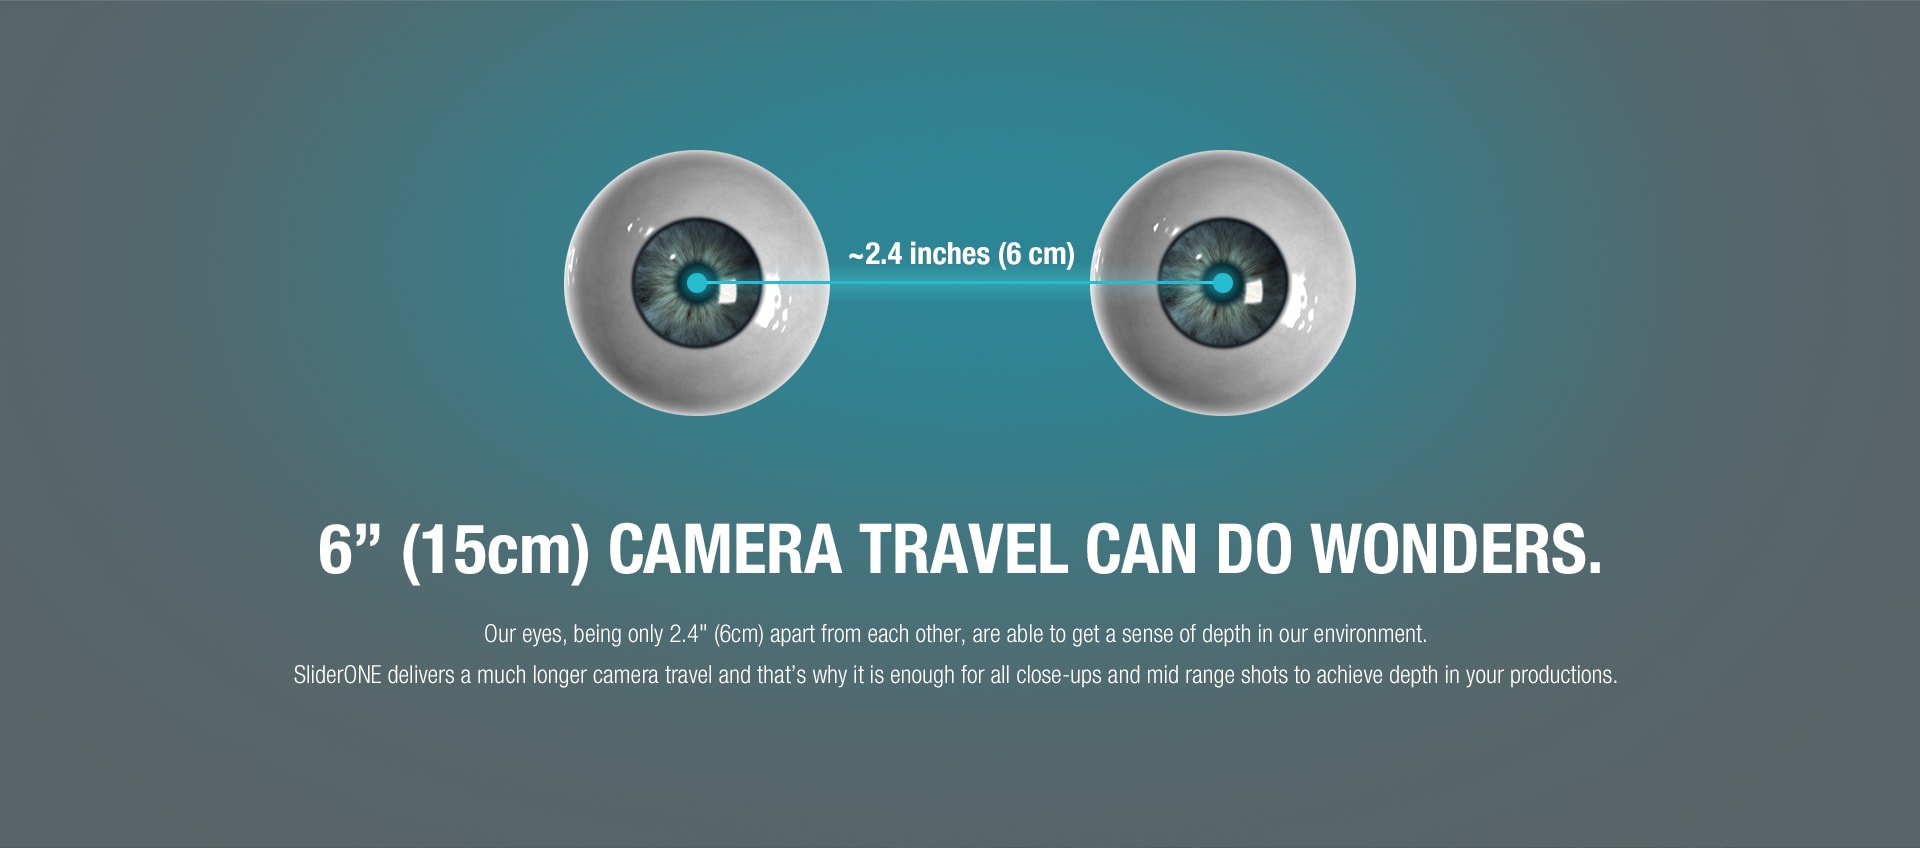 ~2.4 inches (6 cm)
6” (15cm) CAMERA TRAVEL CAN DO WONDERS.
Our eyes, being only 2.4" (6cm) apart from each other, are able to get a sense of depth in our environment.
SliderONE delivers a much longer camera travel and that’s why it is enough for all close-ups and mid range shots to achieve depth in your productions.